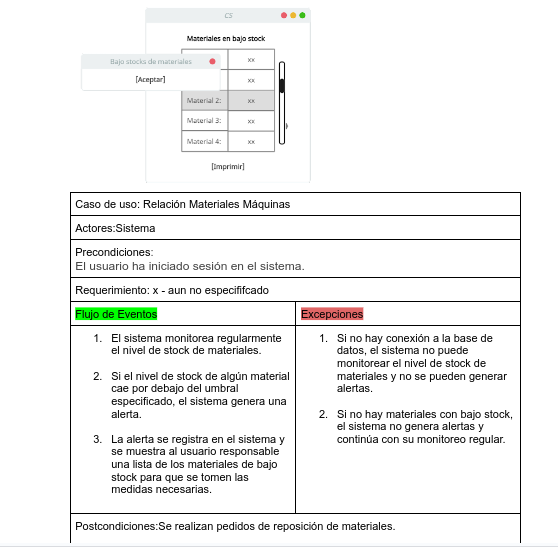 CS
Materiales en bajo stock
xx
Bajo stocks de materiales
[Aceptar]
xx
Material 2: xx
Material 3: xx
Material 4: xx
[Imprimir]
Caso de uso: Relación Materiales Máquinas
Actores:Sistema
Precondiciones:
El usuario ha iniciado sesión en el sistema.
Requerimiento: x - aun no especififcado
Flujo de Eventos
1. El sistema monitorea regularmente
el nivel de stock de materiales.
2. Si el nivel de stock de algún material
cae por debajo del umbral
especificado, el sistema genera una
alerta.
3. La alerta se registra en el sistema y
se muestra al usuario responsable
una lista de los materiales de bajo
stock para que se tomen las
medidas necesarias.
Excepciones
1. Si no hay conexión a la base de
datos, el sistema no puede
monitorear el nivel de stock de
materiales y no se pueden generar
alertas.
2. Si no hay materiales con bajo stock,
el sistema no genera alertas y
continúa con su monitoreo regular.
Postcondiciones:Se realizan pedidos de reposición de materiales.